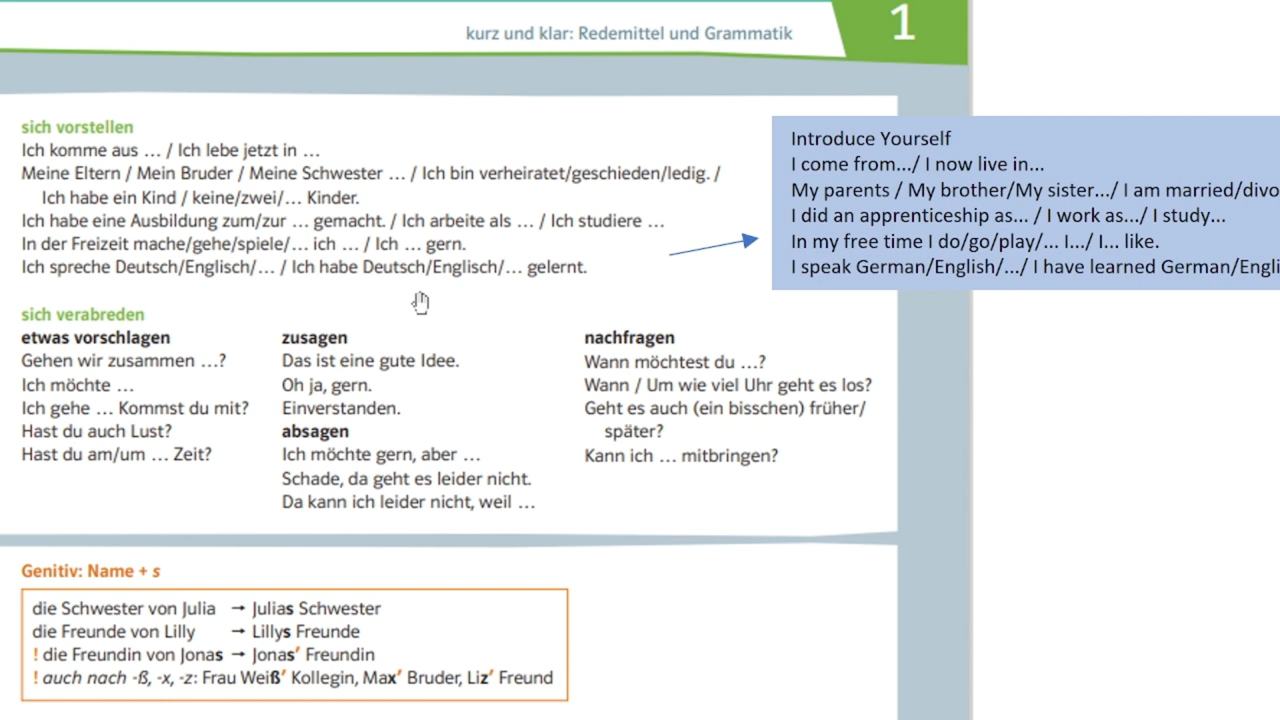 kurz und klar: Redemittel und Grammatik
1
sich vorstellen
Ich komme aus … / Ich lebe jetzt in …
Meine Eltern / Mein Bruder / Meine Schwester … / Ich bin verheiratet/geschieden/ledig. /
Ich habe ein Kind / keine/zwei/… Kinder.
Ich habe eine Ausbildung zum/zur … gemacht. / Ich arbeite als … / Ich studiere …
In der Freizeit mache/gehe/spiele/… ich … / Ich … gern.
Ich spreche Deutsch/Englisch/… / Ich habe Deutsch/Englisch/… gelernt.
Introduce Yourself
I come from.../ I now live in...
My parents / My brother/My sister.../ I am married/divo
I did an apprenticeship as... / I work as.../ I study...
In my free time I do/go/play/... I.../ I... like.
I speak German/English/.../ I have learned German/Engli
sich verabreden
etwas vorschlagen
Gehen wir zusammen …?
Ich möchte …
Ich gehe … Kommst du mit?
Hast du auch Lust?
Hast du am/um … Zeit?
zusagen
Das ist eine gute Idee.
Oh ja, gern.
Einverstanden.
absagen
Ich möchte gern, aber …
Schade, da geht es leider nicht.
Da kann ich leider nicht, weil …
nachfragen
Wann möchtest du …?
Wann / Um wie viel Uhr geht es los?
Geht es auch (ein bisschen) früher/
später?
Kann ich … mitbringen?
Genitiv: Name + s
die Schwester von Julia → Julias Schwester
die Freunde von Lilly → Lillys Freunde
! die Freundin von Jonas → Jonas’ Freundin
! auch nach -ß, -x, -z: Frau Weiß’ Kollegin, Max’ Bruder, Liz’ Freund